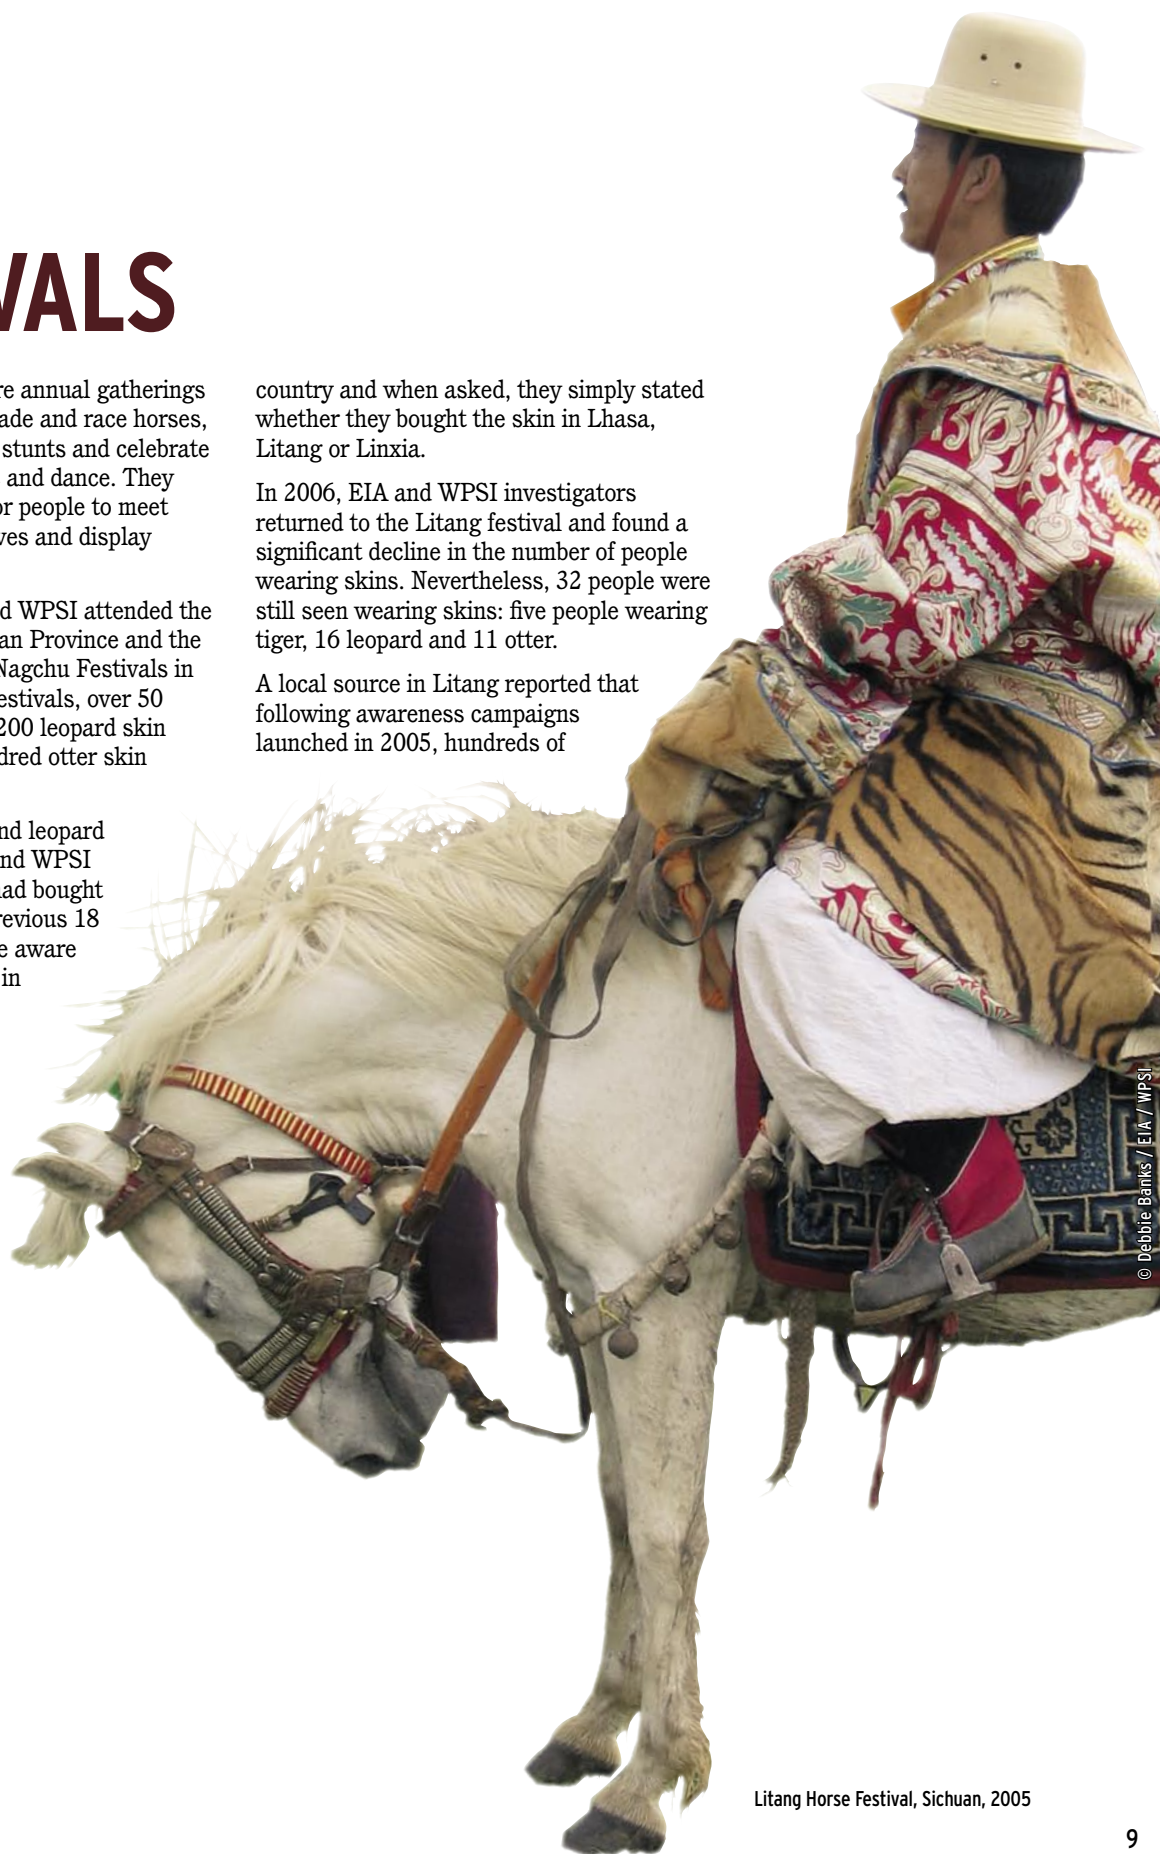 VALS
re annual gatherings
ade and race horses,
stunts and celebrate
and dance. They
or people to meet
ves and display
d WPSI attended the
an Province and the
Nagchu Festivals in
estivals, over 50
200 leopard skin
dred otter skin
nd leopard
nd WPSI
had bought
revious 18
e aware
in
country and when asked, they simply stated
whether they bought the skin in Lhasa,
Litang or Linxia.
In 2006, EIA and WPSI investigators
returned to the Litang festival and found a
significant decline in the number of people
wearing skins. Nevertheless, 32 people were
still seen wearing skins: five people wearing
tiger, 16 leopard and 11 otter.
A local source in Litang reported that
following awareness campaigns
launched in 2005, hundreds of
© Debbie Banks / EIA / WPSI
Litang Horse Festival, Sichuan, 2005
9